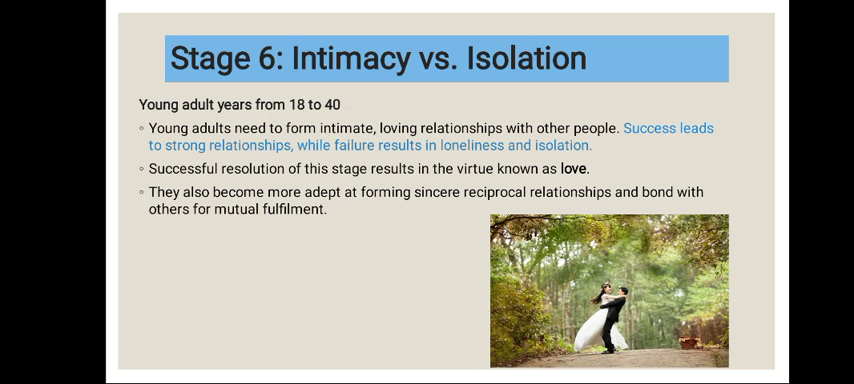 Stage 6: Intimacy vs. Isolation
Young adult years from 18 to 40
◦ Young adults need to form intimate, loving relationships with other people. Success leads
to strong relationships, while failure results in loneliness and isolation.
◦ Successful resolution of this stage results in the virtue known as love.
◦ They also become more adept at forming sincere reciprocal relationships and bond with
others for mutual fulfilment.